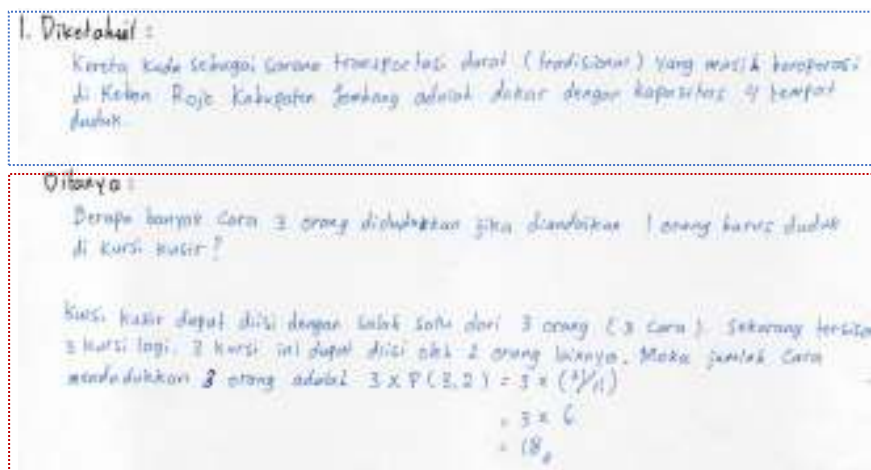 1. Diketahui :
Kereta kuda sebagai sarana transportasi darat (tradisional) yang masih beroperasi
di Kebon Rojo Kabupaten Jombang adalah dokar dengan kapasitas 4 tempat
duduk
Ditanya :
Berapa banyak cara 3 orang didudukkan jika diandaikan 1 orang harus duduk
di kursi kusir ?
Kursi kusir dapat diisi dengan salah satu dari 3 orang (3 cara). Sekarang tersisa
3 kursi lagi. 3 kursi ini dapat diisi oleh 2 orang lainnya. Maka jumlah cara
mendudukkan 3 orang adalah 3 x P(3,2) = 3 x (3!/1!)
= 3 x 6
= 18